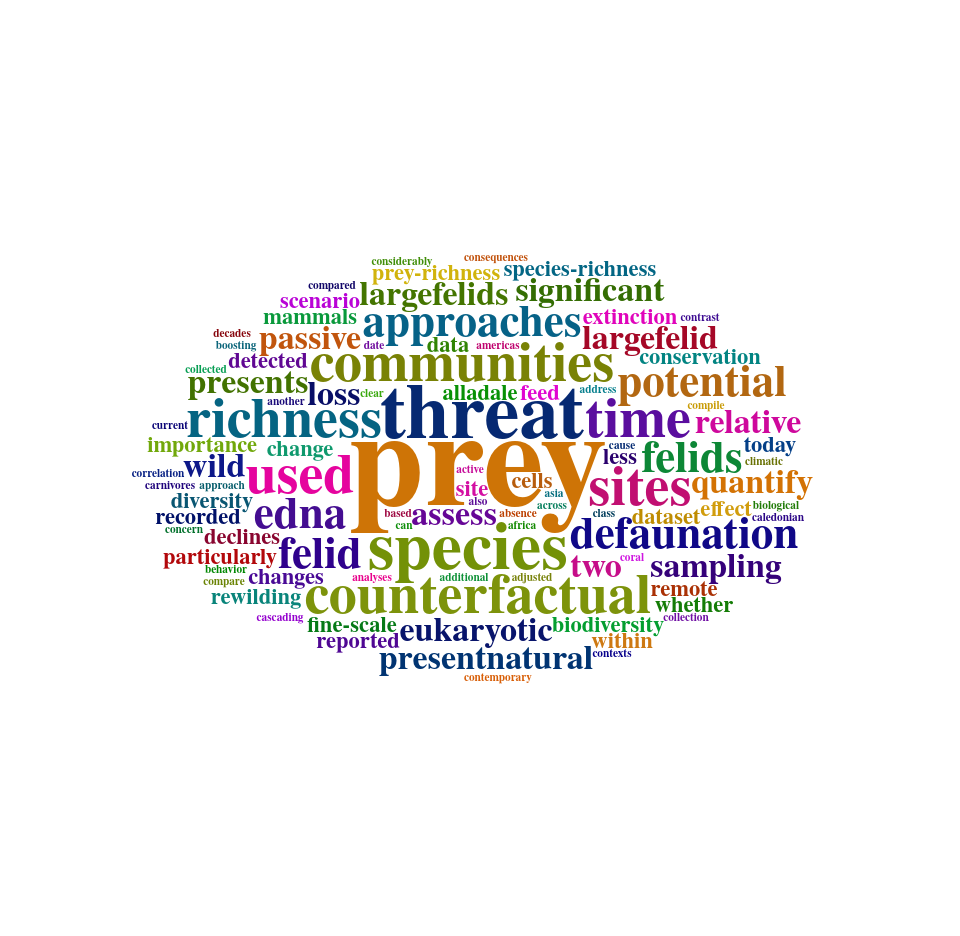 considerably consequences
prey-richness species-richness
compared largefelids significant
scenario
mammals approaches extinction contrast
decades passive data americas largefelid
boosting date
detected communities conservation
collected presents loss clear alladale feed address potential
another richness threat time compile relative
current
importance change cause less felids today
correlation wild active climatic
carnivores approach used prey site cells asia sites quantify
diversity also across effect biological
recorded edna based assess absence class dataset caledonian
concern can africa
declines species defaunation
particularly felid two coral sampling
behavior changes analyses additional adjusted
compare counterfactual remote
rewilding whether
cascading fine-scale eukaryotic biodiversity collection
reported within
presentnatural contexts
contemporary